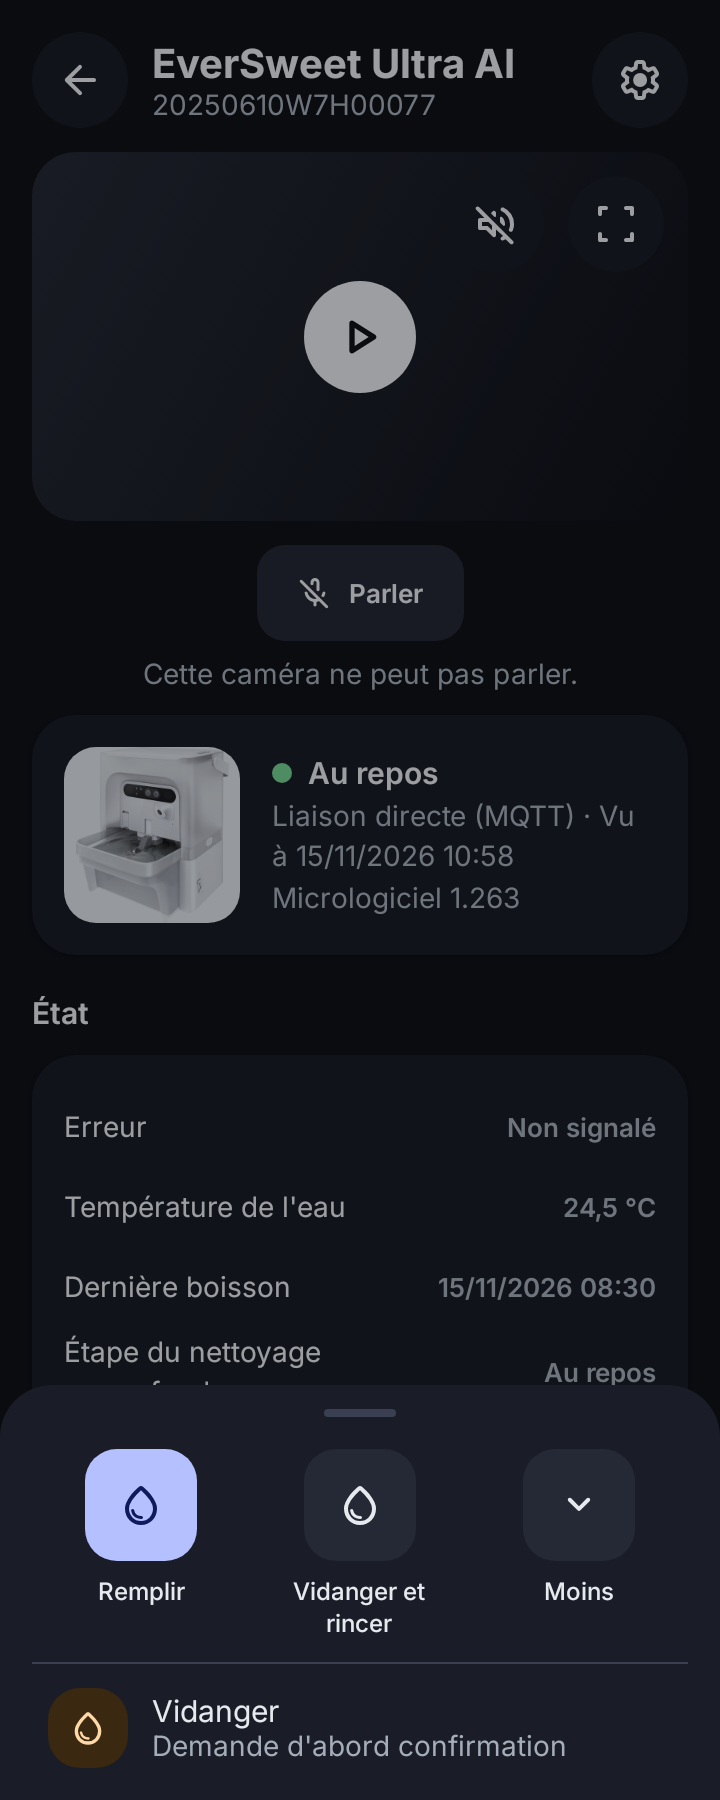 EverSweet Ultra AI
20250610W7H00077
Parler
Cette caméra ne peut pas parler.
Au repos
Liaison directe (MQTT) · Vu
à 15/11/2026 10:58
Micrologiciel 1.263
État
Erreur
Non signalé
Température de l'eau
24,5 °C
Dernière boisson
15/11/2026 08:30
Étape du nettoyage
Au repos
Remplir
Vidanger et
rincer
Moins
Vidanger
Demande d'abord confirmation